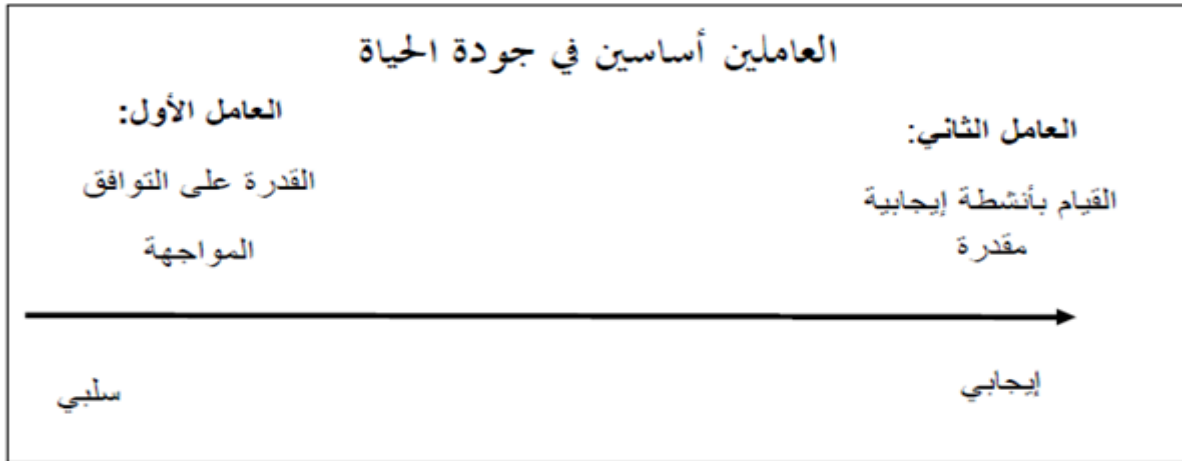 العاملين أساسين في جودة الحياة
العامل الأول:
القدرة على التوافق
المواجهة
العامل الثاني:
القيام بأنشطة إيجابية
مقدرة
إيجابي
سلبي